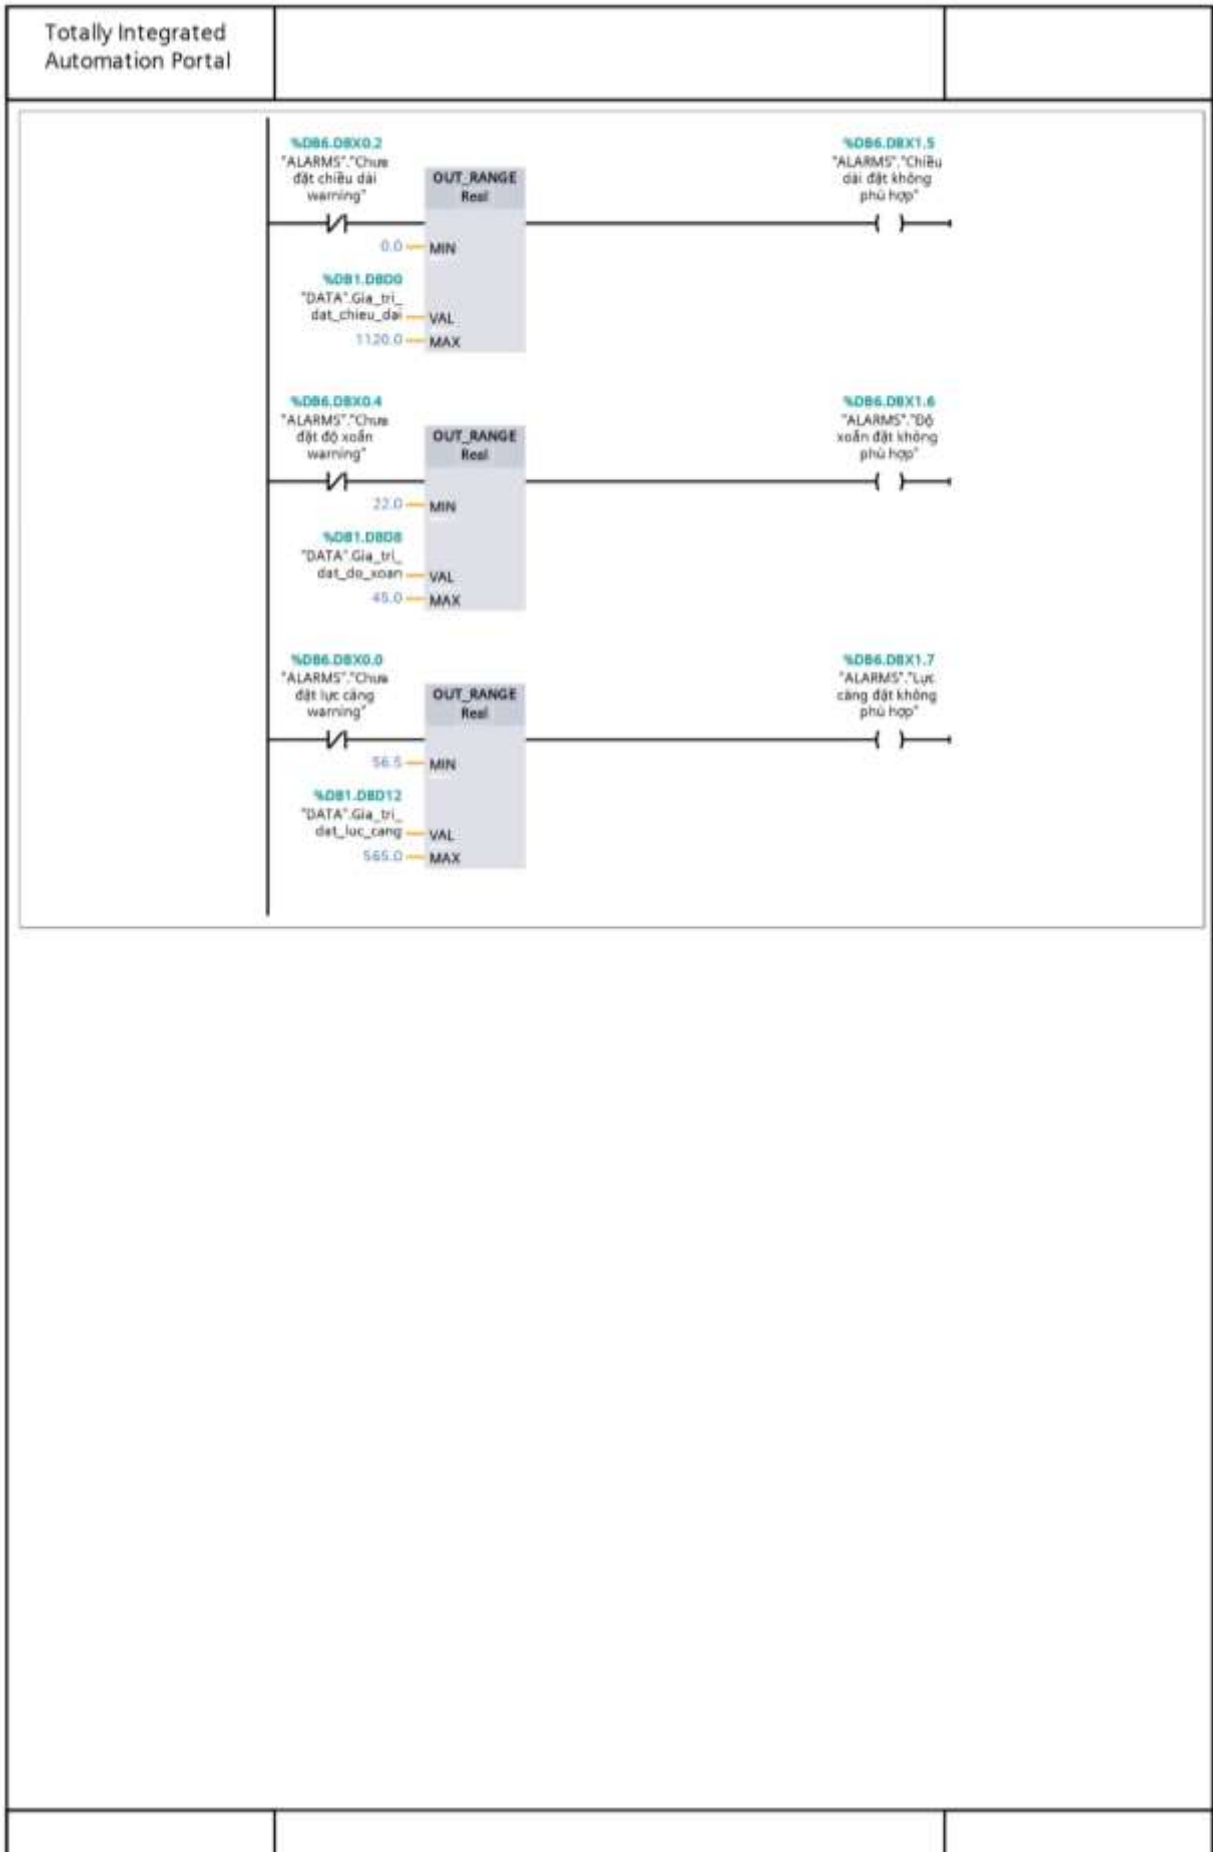 Totally Integrated
Automation Portal
%DB6.DBX0.2
"ALARMS"."Chưa
đặt chiều dài
warning"
OUT_RANGE
Real
%DB6.DBX1.5
"ALARMS"."Chiều
dài đặt không
phù hợp"
0.0
MIN
%DB1.DBD0
"DATA".Gia_tri_
dat_chieu_dai
VAL
1120.0
MAX
%DB6.DBX0.4
"ALARMS"."Chưa
đặt độ xoắn
warning"
OUT_RANGE
Real
%DB6.DBX1.6
"ALARMS"."Độ
xoắn đặt không
phù hợp"
22.0
MIN
%DB1.DBD8
"DATA".Gia_tri_
dat_do_xoan
VAL
45.0
MAX
%DB6.DBX0.0
"ALARMS"."Chưa
đặt lực căng
warning"
OUT_RANGE
Real
%DB6.DBX1.7
"ALARMS"."Lực
căng đặt không
phù hợp"
56.5
MIN
%DB1.DBD12
"DATA".Gia_tri_
dat_luc_cang
VAL
565.0
MAX